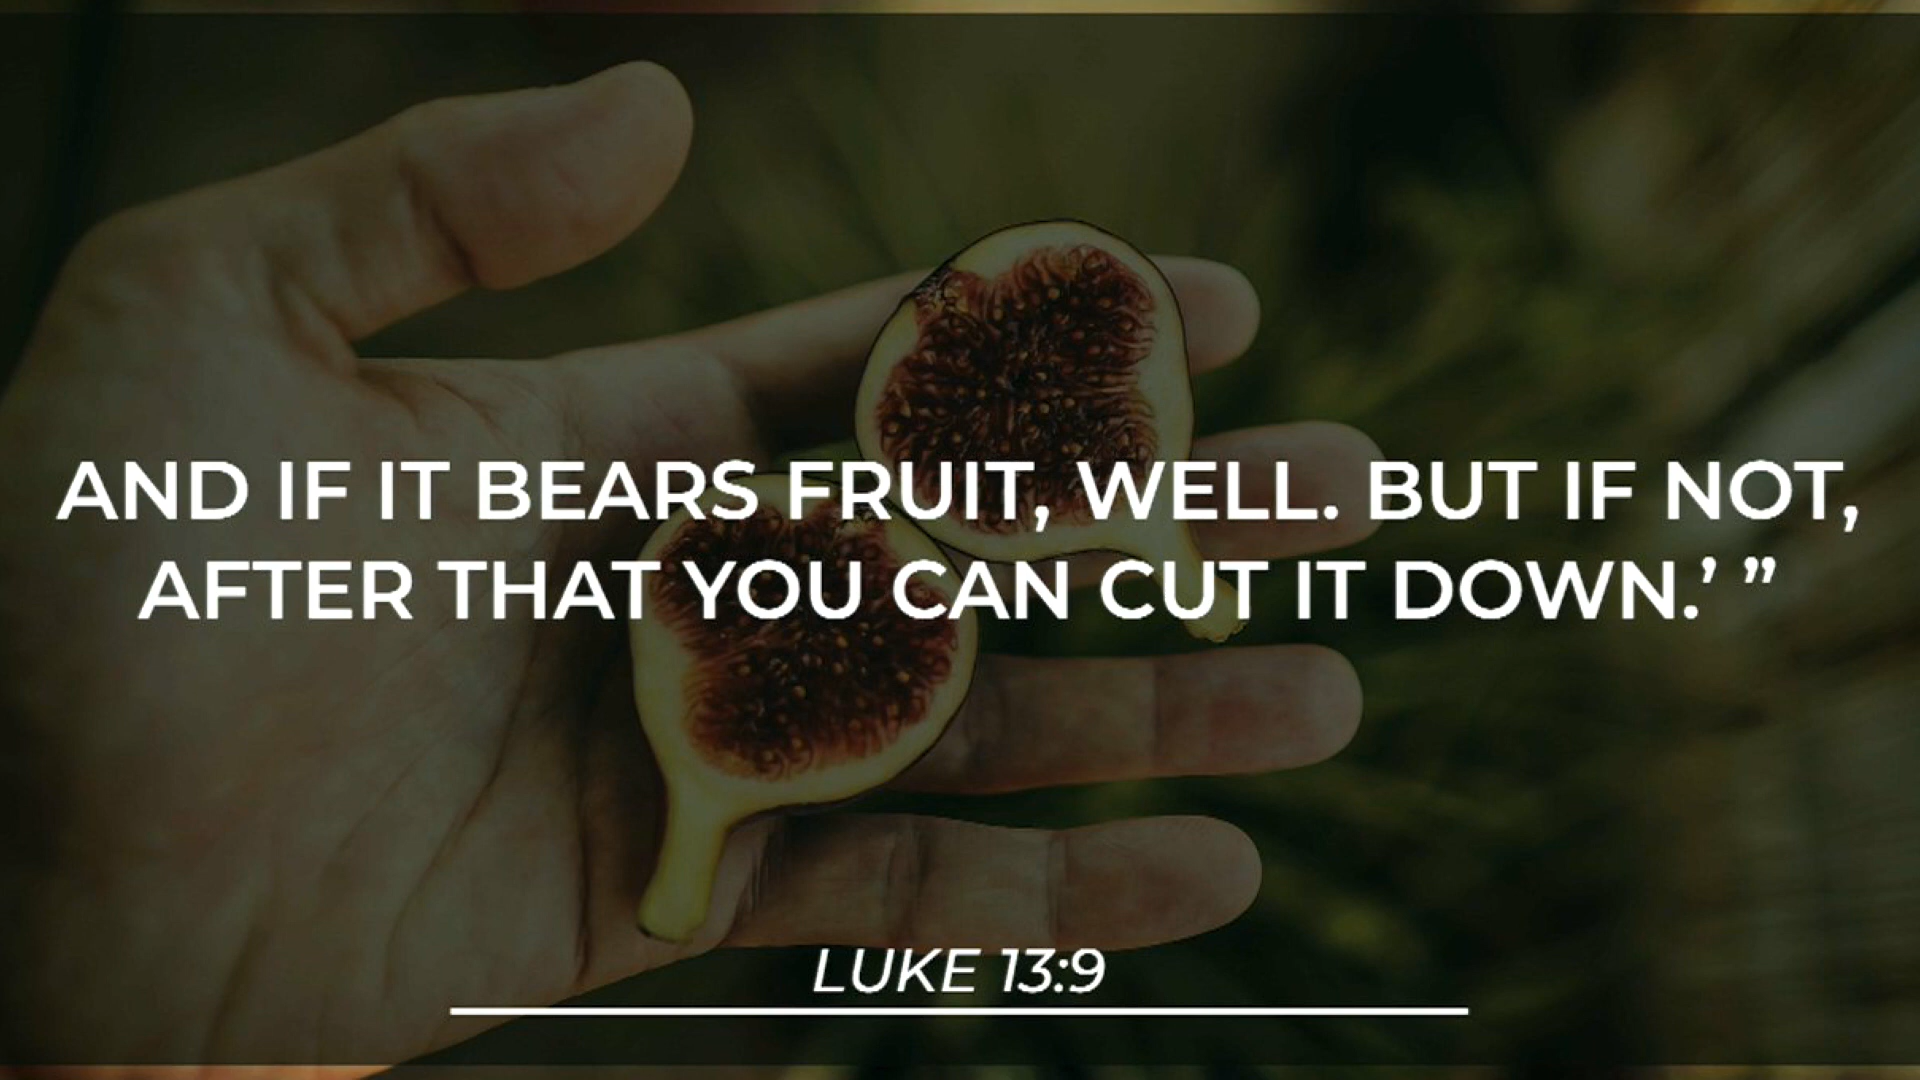 AND IF IT BEARS FRUIT, WELL. BUT IF NOT,
AFTER THAT YOU CAN CUT IT DOWN.’ ”
LUKE 13:9